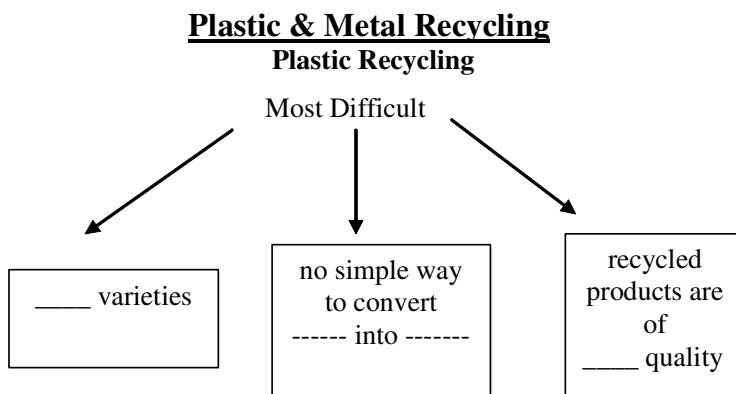 Plastic & Metal Recycling
Plastic Recycling
Most Difficult
____ varieties
no simple way
to convert
------ into -------
recycled
products are
of
____ quality